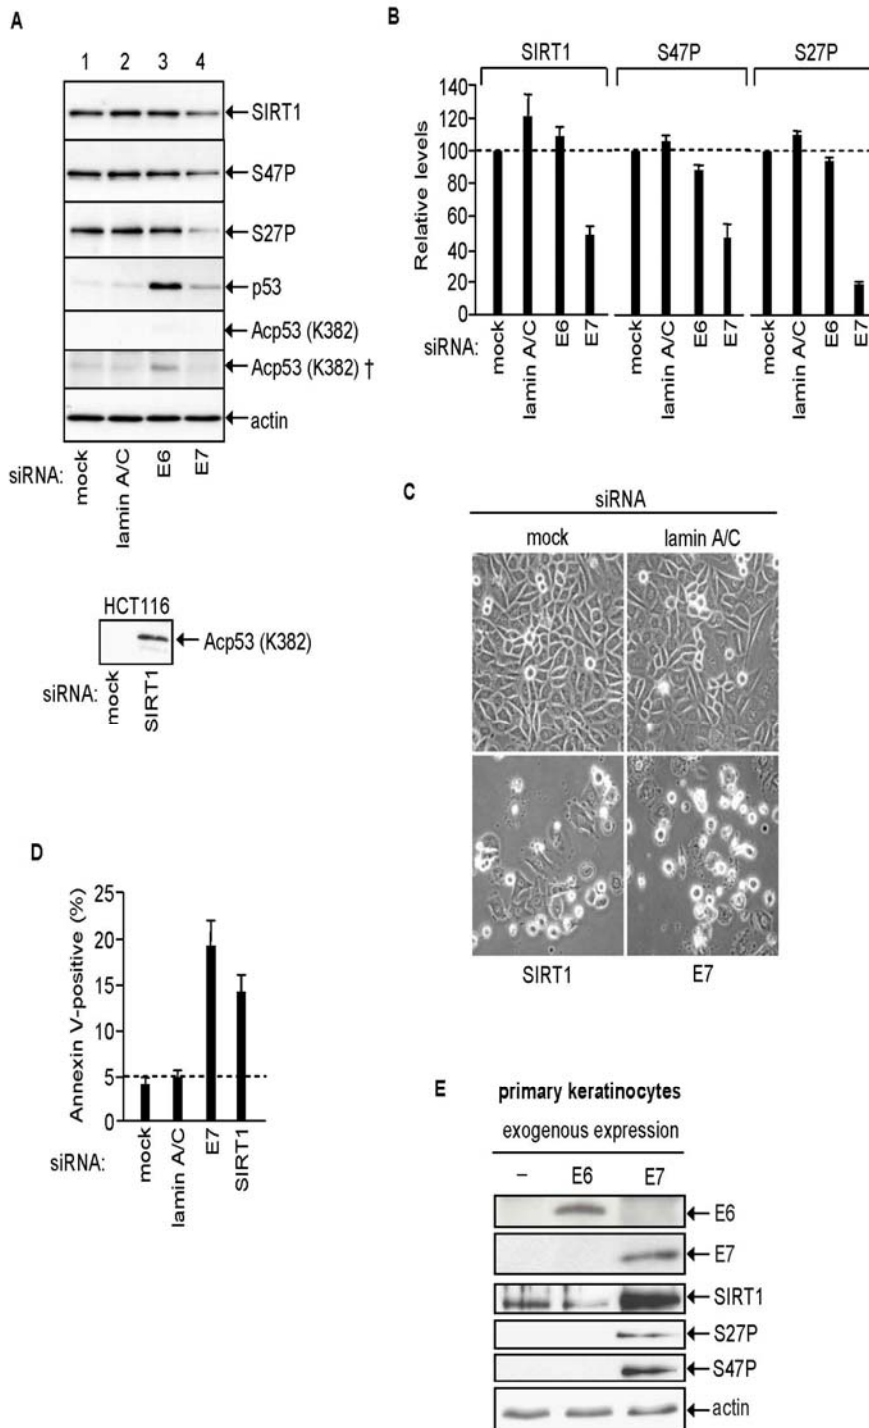 A
1 2 3 4
SIRT1
S47P
S27P
p53
Acp53 (K382)
Acp53 (K382) †
actin
siRNA:
mock
lamin A/C
E6
E7
HCT116
Acp53 (K382)
siRNA:
mock
SIRT1
B
SIRT1 S47P S27P
Relative levels
140
120
100
80
60
40
20
0
siRNA:
mock
lamin A/C
E6
E7
mock
lamin A/C
E6
E7
mock
lamin A/C
E6
E7
C
siRNA
mock lamin A/C
SIRT1 E7
D
Annexin V-positive (%)
25
20
15
10
5
0
siRNA:
mock
lamin A/C
E7
SIRT1
E
primary keratinocytes
exogenous expression
– E6 E7
E6
E7
SIRT1
S27P
S47P
actin